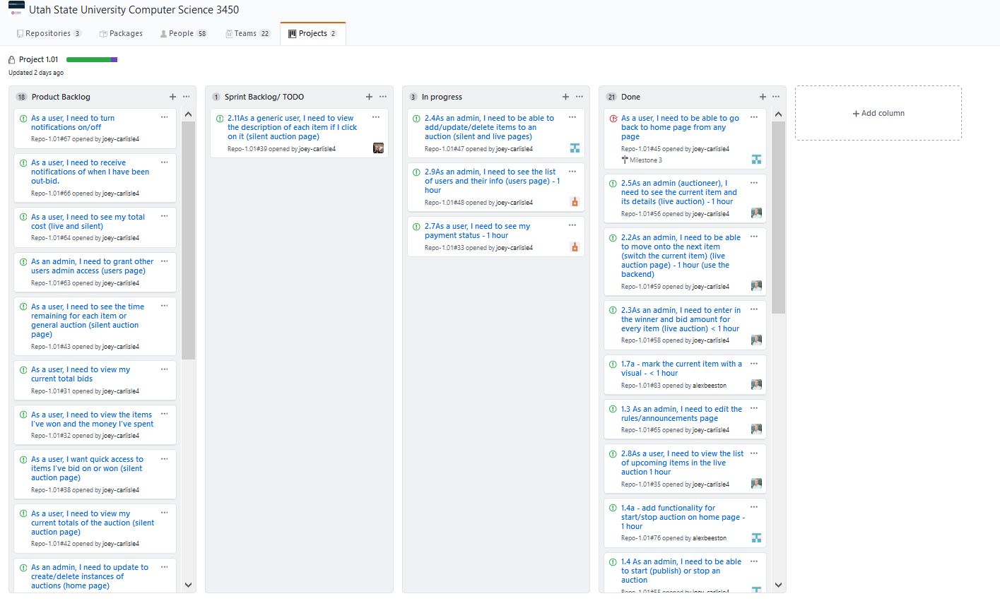 Utah State University Computer Science 3450
Repositories 3
Packages
People 58
Teams 22
Projects 2
Project 1.01
Updated 2 days ago
18 Product Backlog
As a user, I need to turn
notifications on/off
Repo-1.01#67 opened by joey-carlisle4
As a user, I need to receive
notifications of when I have been
out-bid.
Repo-1.01#66 opened by joey-carlisle4
As a user, I need to see my total
cost (live and silent)
Repo-1.01#64 opened by joey-carlisle4
As an admin, I need to grant other
users admin access (users page)
Repo-1.01#63 opened by joey-carlisle4
As a user, I need to see the time
remaining for each item or
general auction (silent auction
page)
Repo-1.01#43 opened by joey-carlisle4
As a user, I need to view my
current total bids
Repo-1.01#31 opened by joey-carlisle4
As a user, I need to view the items
I've won and the money I've spent
Repo-1.01#32 opened by joey-carlisle4
As a user, I want quick access to
items I've bid on or won (silent
auction page)
Repo-1.01#38 opened by joey-carlisle4
As a user, I need to view my
current totals of the auction (silent
auction page)
Repo-1.01#42 opened by joey-carlisle4
As an admin, I need to update to
create/delete instances of
auctions (home page)
1 Sprint Backlog/ TODO
2.11As a generic user, I need to view
the description of each item if I click
on it (silent auction page)
Repo-1.01#39 opened by joey-carlisle4
3 In progress
2.4As an admin, I need to be able to
add/update/delete items to an
auction (silent and live pages)
Repo-1.01#47 opened by joey-carlisle4
2.9As an admin, I need to see the list
of users and their info (users page) - 1
hour
Repo-1.01#48 opened by joey-carlisle4
2.7As a user, I need to see my
payment status - 1 hour
Repo-1.01#33 opened by joey-carlisle4
21 Done
As a user, I need to be able to go
back to home page from any
page
Repo-1.01#45 opened by joey-carlisle4
Milestone 3
2.5As an admin (auctioneer), I
need to see the current item and
its details (live auction) - 1 hour
Repo-1.01#56 opened by joey-carlisle4
2.2As an admin, I need to be able
to move onto the next item
(switch the current item) (live
auction page) - 1 hour (use the
backend)
Repo-1.01#59 opened by joey-carlisle4
2.3As an admin, I need to enter in
the winner and bid amount for
every item (live auction) < 1 hour
Repo-1.01#58 opened by joey-carlisle4
1.7a - mark the current item with a
visual - < 1 hour
Repo-1.01#83 opened by alexbeeston
1.3 As an admin, I need to edit the
rules/announcements page
Repo-1.01#65 opened by joey-carlisle4
2.8As a user, I need to view the list
of upcoming items in the live
auction 1 hour
Repo-1.01#35 opened by joey-carlisle4
1.4a - add functionality for
start/stop auction on home page -
1 hour
Repo-1.01#76 opened by alexbeeston
1.4 As an admin, I need to be able
to start (publish) or stop an
auction
Repo-1.01#55 opened by joey-carlisle4
+ Add column